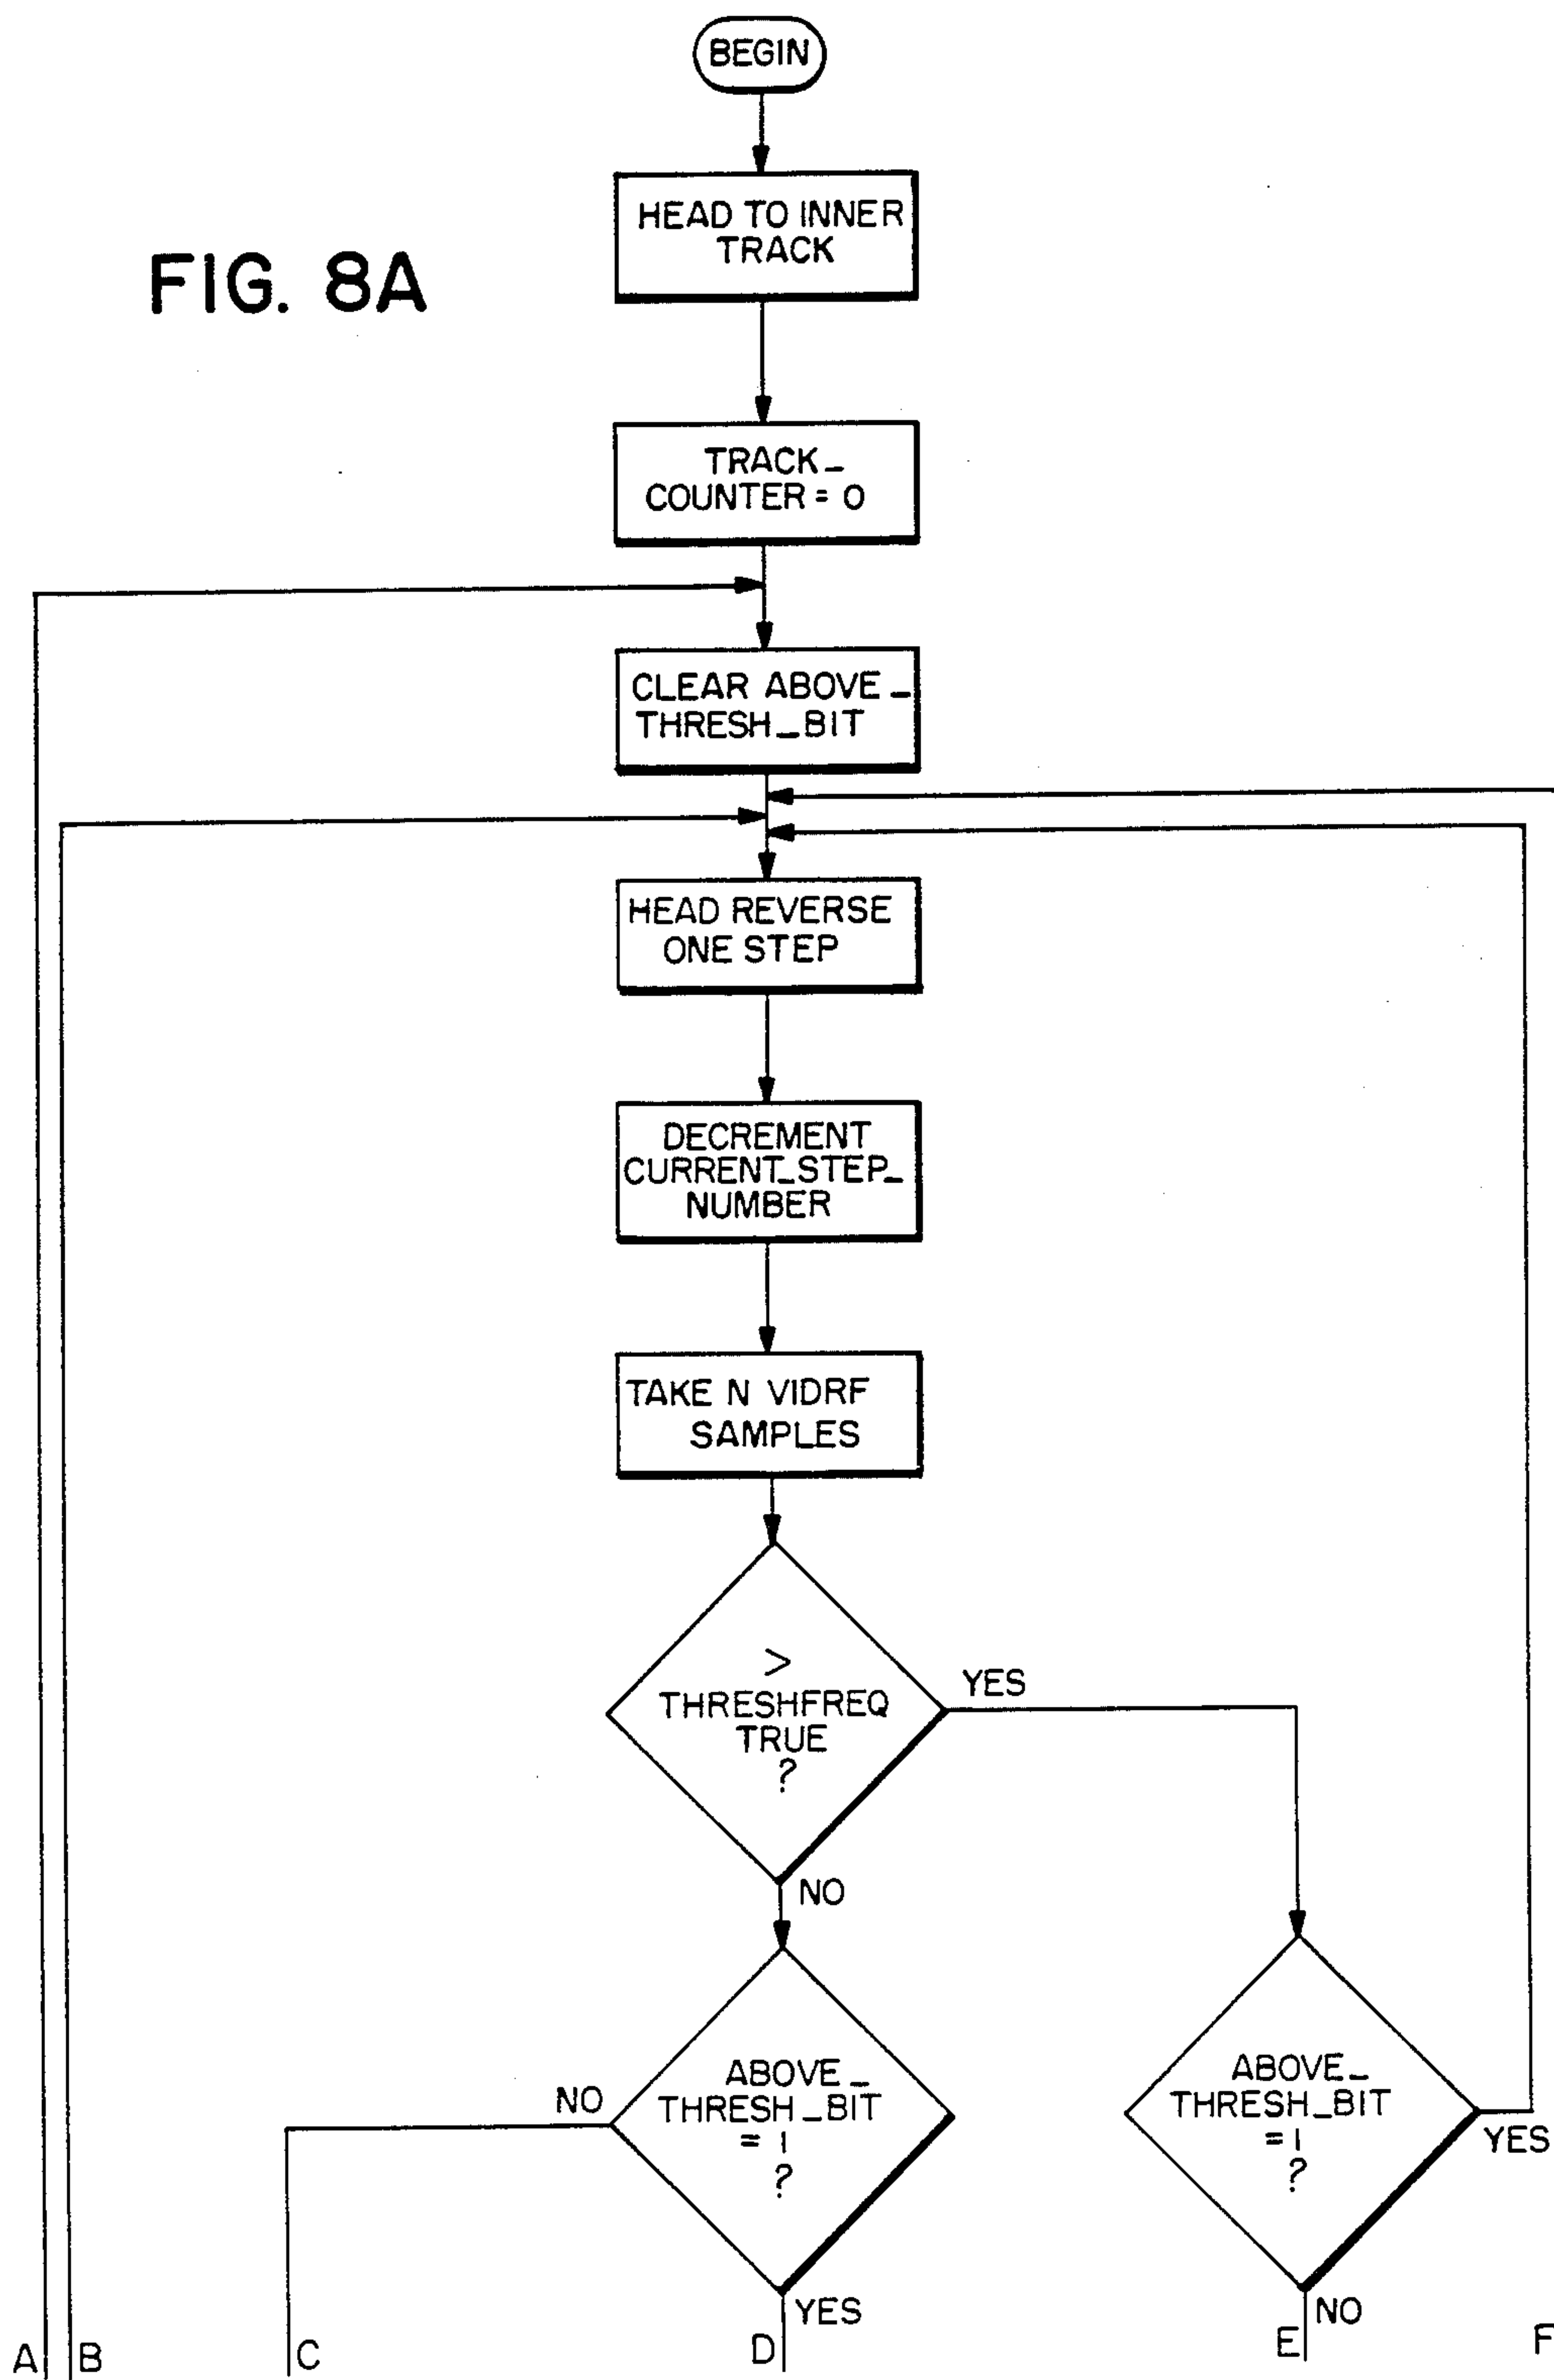 BEGIN
FIG. 8A
HEAD TO INNER
TRACK
TRACK_
COUNTER = 0
CLEAR ABOVE_
THRESH_BIT
HEAD REVERSE
ONE STEP
DECREMENT
CURRENT_STEP_
NUMBER
TAKE N VIDRF
SAMPLES
>
THRESHFREQ
TRUE
?
YES
NO
ABOVE_
THRESH_BIT
= 1
?
NO
YES
ABOVE_
THRESH_BIT
= 1
?
YES
NO
A
B
C
D
E
F